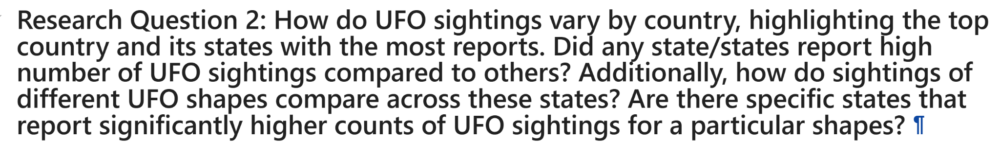 Research Question 2: How do UFO sightings vary by country, highlighting the top
country and its states with the most reports. Did any state/states report high
number of UFO sightings compared to others? Additionally, how do sightings of
different UFO shapes compare across these states? Are there specific states that
report significantly higher counts of UFO sightings for a particular shapes? ¶